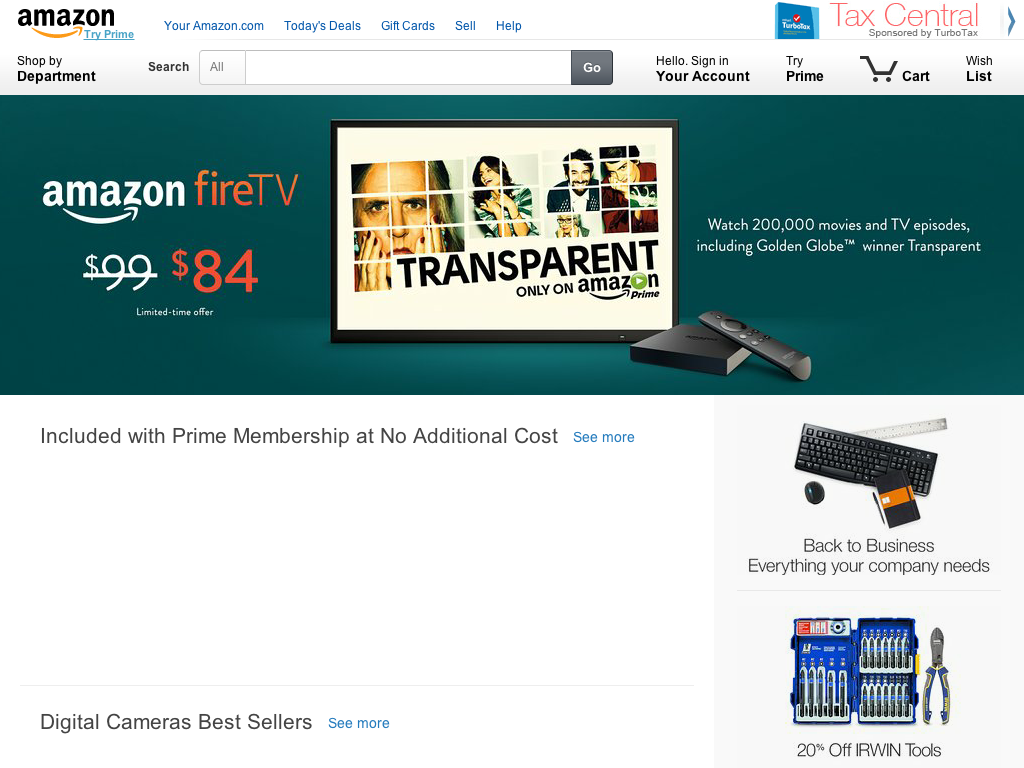 amazon
Try Prime
Your Amazon.com
Today's Deals
Gift Cards
Sell
Help
TurboTax
Tax Central
Sponsored by TurboTax
Shop by
Department
Search
All
Go
Hello. Sign in
Your Account
Try
Prime
Cart
Wish
List
amazon fireTV
$99 $84
Limited-time offer
TRANSPARENT
ONLY ON amazon
Prime
Watch 200,000 movies and TV episodes,
including Golden Globe™ winner Transparent
Included with Prime Membership at No Additional Cost
See more
Back to Business
Everything your company needs
20% Off IRWIN Tools
Digital Cameras Best Sellers
See more